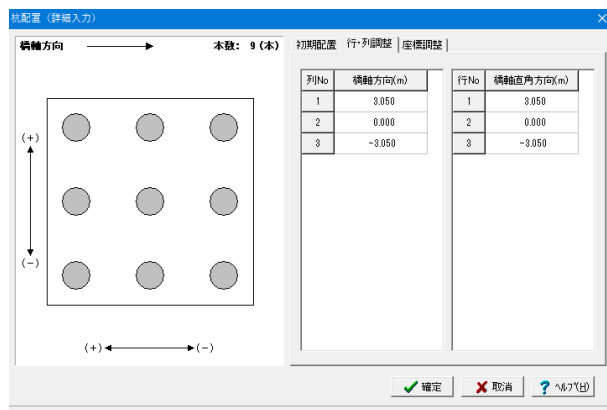 杭配置（詳細入力）
橋軸方向
本数： 9（本）
(+)
(-)
(+)
(-)
初期配置
行・列調整
座標調整
列No 橋軸方向(m)
1 3.050
2 0.000
3 -3.050
行No 橋軸直角方向(m)
1 3.050
2 0.000
3 -3.050
確定
取消
ヘルプ(H)